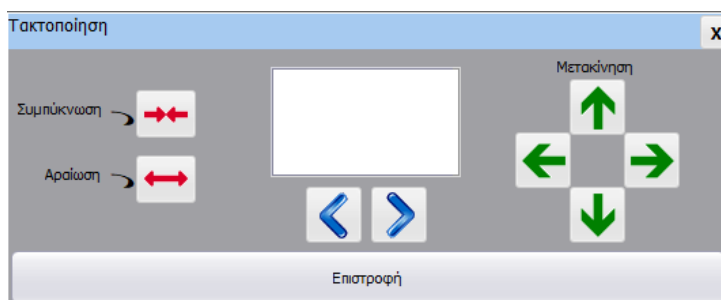 Τακτοποίηση
x
Μετακίνηση
Συμπύκνωση
Αραίωση
Επιστροφή